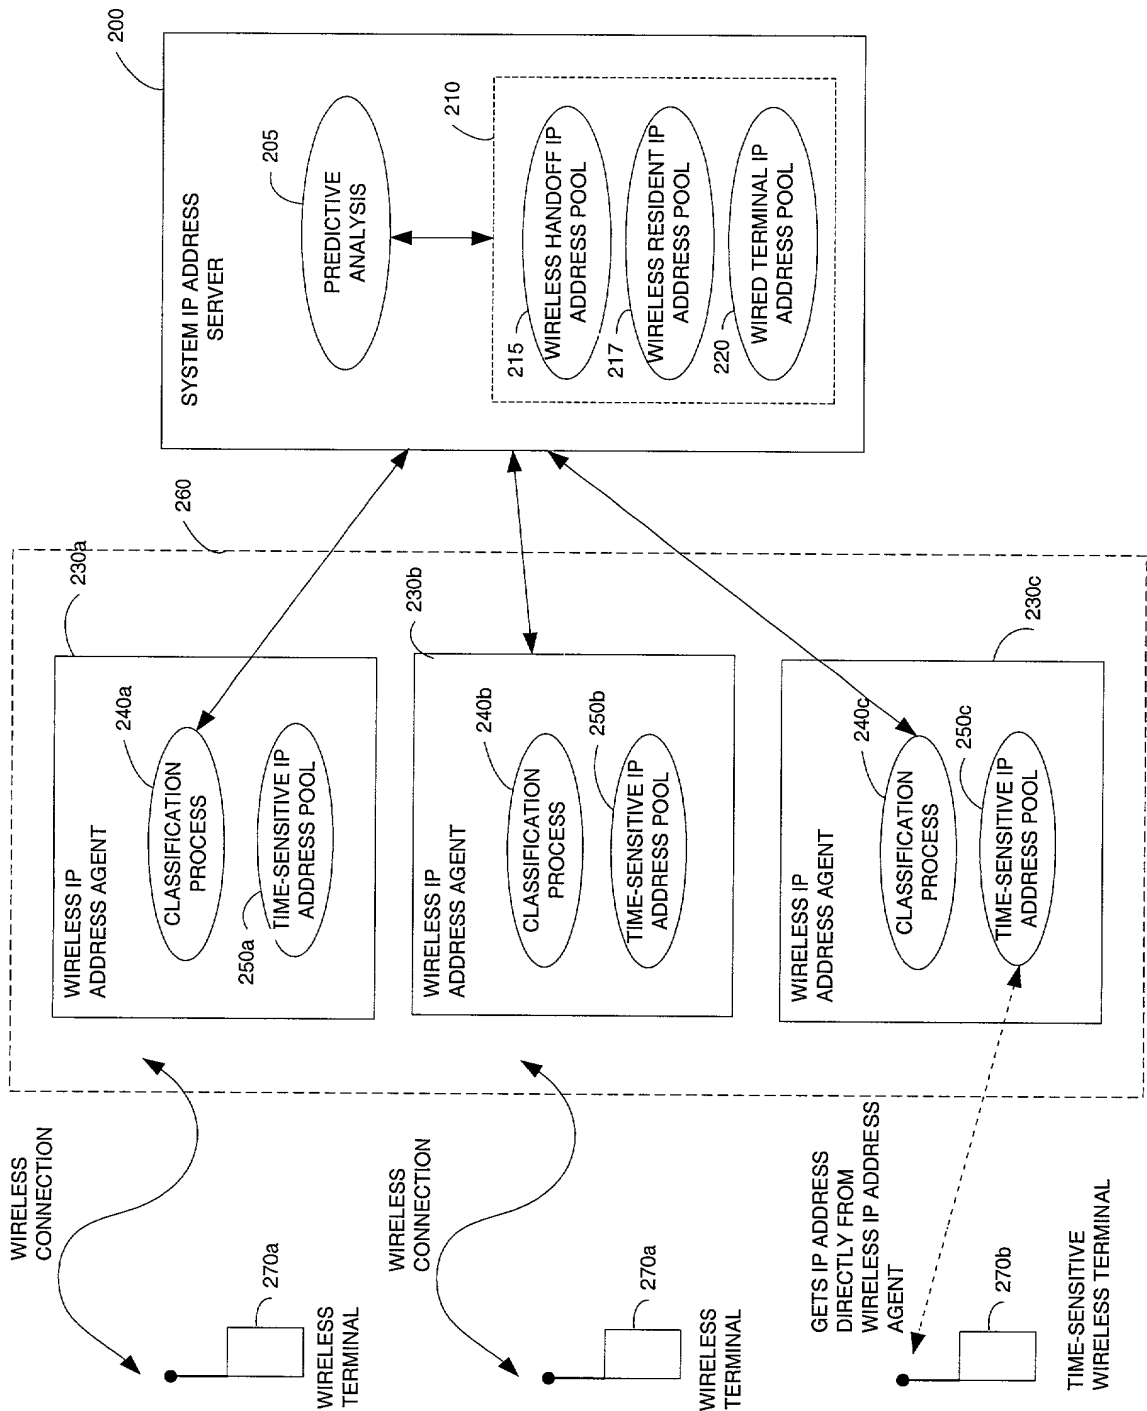 200
SYSTEM IP ADDRESS
SERVER
205
PREDICTIVE
ANALYSIS
210
215
WIRELESS HANDOFF IP
ADDRESS POOL
217
WIRELESS RESIDENT IP
ADDRESS POOL
220
WIRED TERMINAL IP
ADDRESS POOL
260
230a
WIRELESS IP
ADDRESS AGENT
240a
CLASSIFICATION
PROCESS
250a
TIME-SENSITIVE IP
ADDRESS POOL
230b
WIRELESS IP
ADDRESS AGENT
240b
CLASSIFICATION
PROCESS
250b
TIME-SENSITIVE IP
ADDRESS POOL
230c
WIRELESS IP
ADDRESS AGENT
240c
CLASSIFICATION
PROCESS
250c
TIME-SENSITIVE IP
ADDRESS POOL
WIRELESS
CONNECTION
270a
WIRELESS
TERMINAL
WIRELESS
CONNECTION
270a
WIRELESS
TERMINAL
GETS IP ADDRESS
DIRECTLY FROM
WIRELESS IP ADDRESS
AGENT
270b
TIME-SENSITIVE
WIRELESS TERMINAL